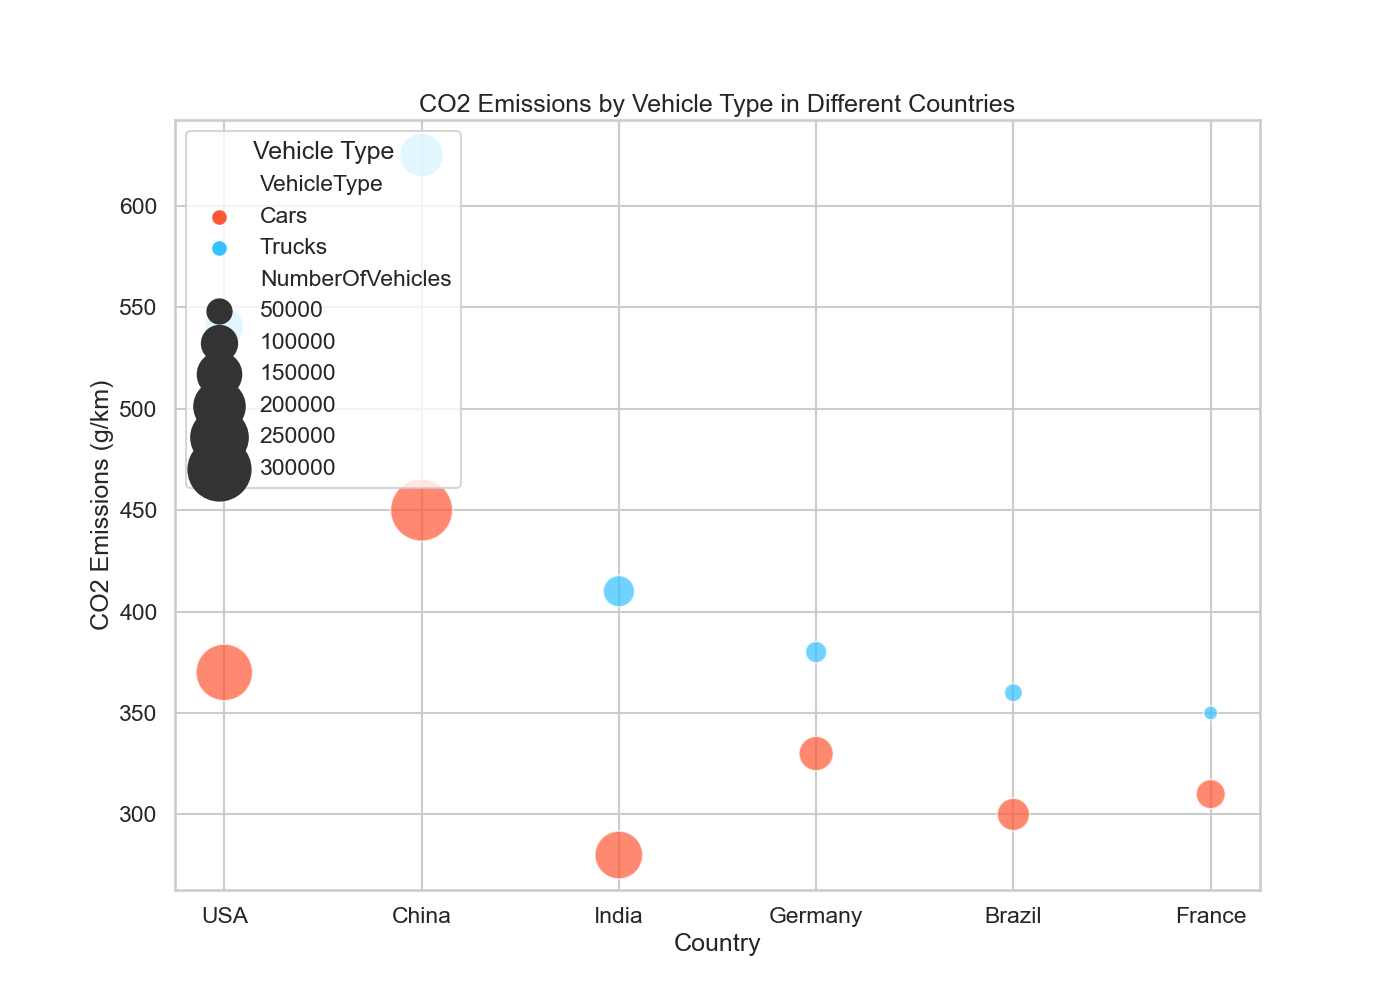 CO2 Emissions by Vehicle Type in Different Countries
Vehicle Type
VehicleType
Cars
Trucks
NumberOfVehicles
50000
100000
150000
200000
250000
300000
600
550
500
450
400
350
300
CO2 Emissions (g/km)
USA China India Germany Brazil France
Country